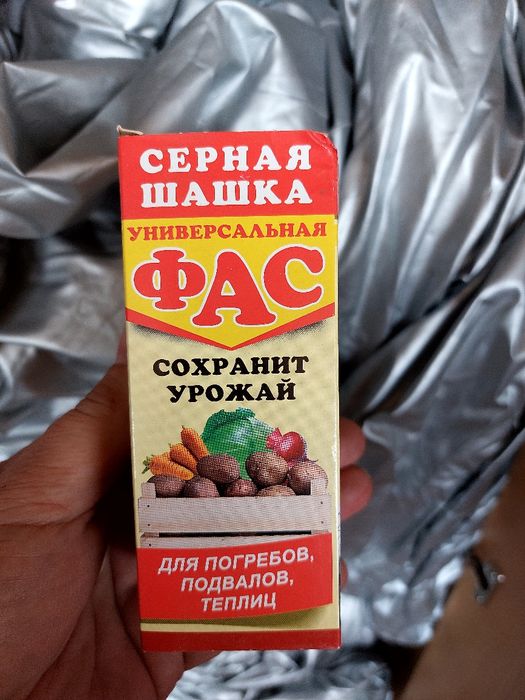 СЕРНАЯ
ШАШКА
УНИВЕРСАЛЬНАЯ
ФАС
СОХРАНИТ
УРОЖАЙ
ДЛЯ ПОГРЕБОВ,
ПОДВАЛОВ,
ТЕПЛИЦ